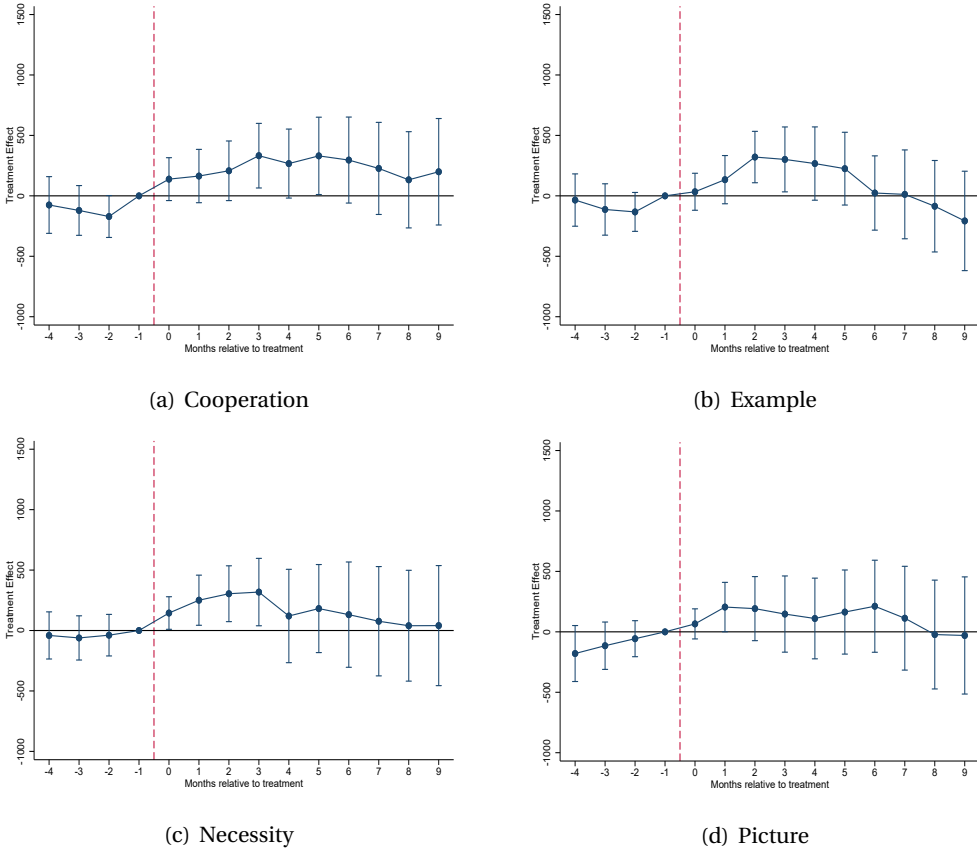 1500
1000
500
0
-500
-1000
Treatment Effect
-4 -3 -2 -1 0 1 2 3 4 5 6 7 8 9
Months relative to treatment
(a) Cooperation
1500
1000
500
0
-500
-1000
Treatment Effect
-4 -3 -2 -1 0 1 2 3 4 5 6 7 8 9
Months relative to treatment
(b) Example
1500
1000
500
0
-500
-1000
Treatment Effect
-4 -3 -2 -1 0 1 2 3 4 5 6 7 8 9
Months relative to treatment
(c) Necessity
1500
1000
500
0
-500
-1000
Treatment Effect
-4 -3 -2 -1 0 1 2 3 4 5 6 7 8 9
Months relative to treatment
(d) Picture